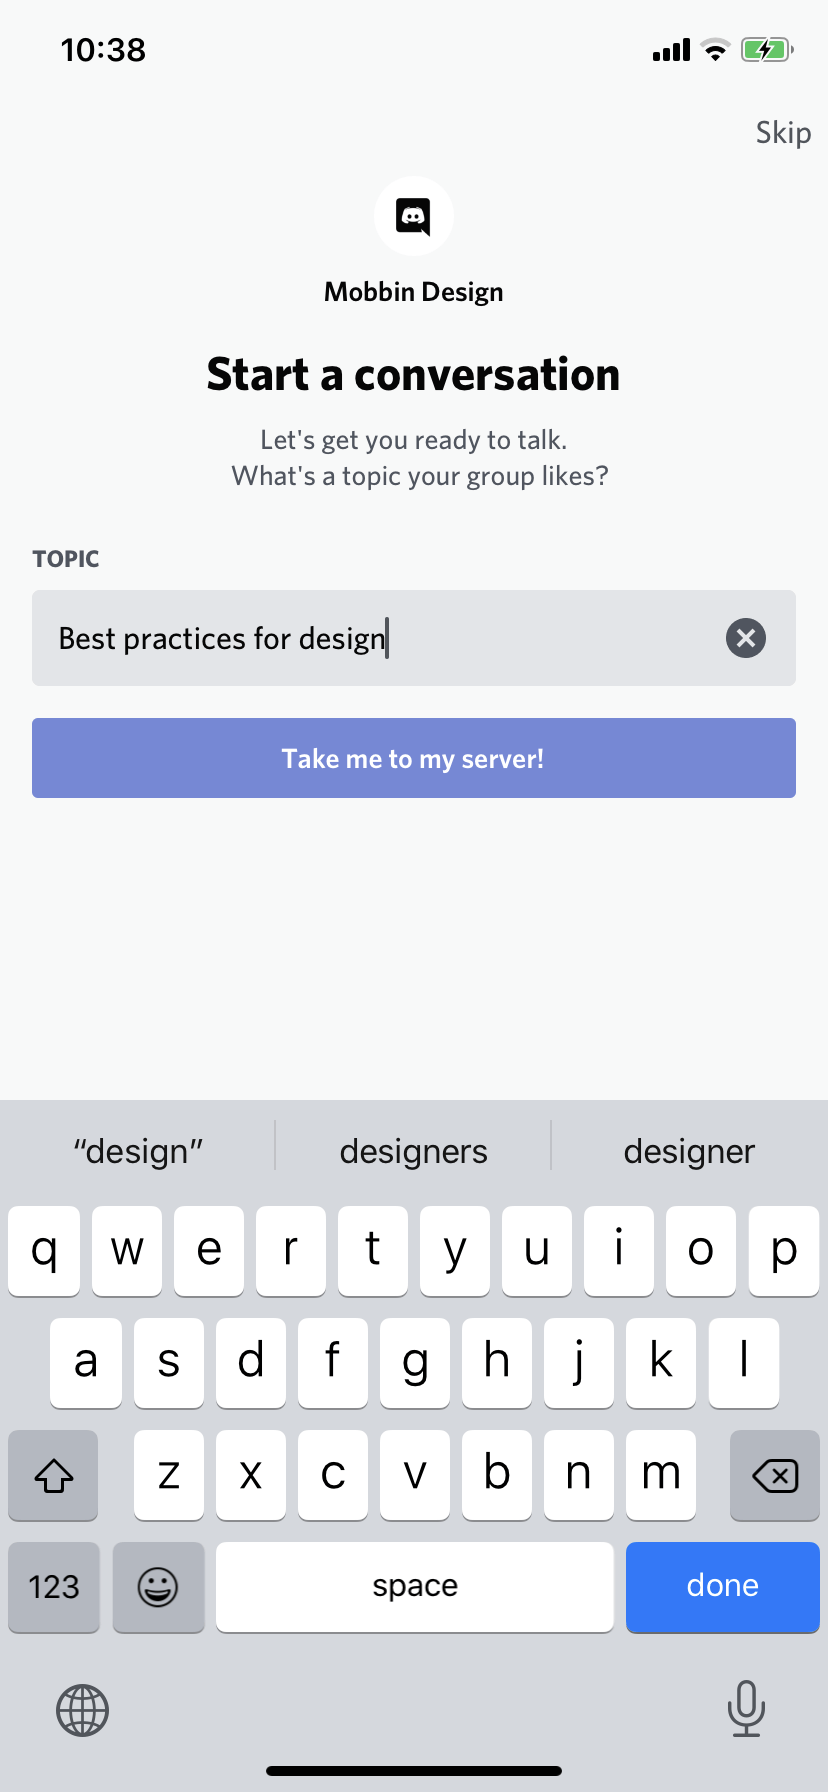 10:38
Skip
Mobbin Design
Start a conversation
Let's get you ready to talk.
What's a topic your group likes?
TOPIC
Best practices for design
Take me to my server!
“design” designers designer
q w e r t y u i o p
a s d f g h j k l
z x c v b n m
123 space done